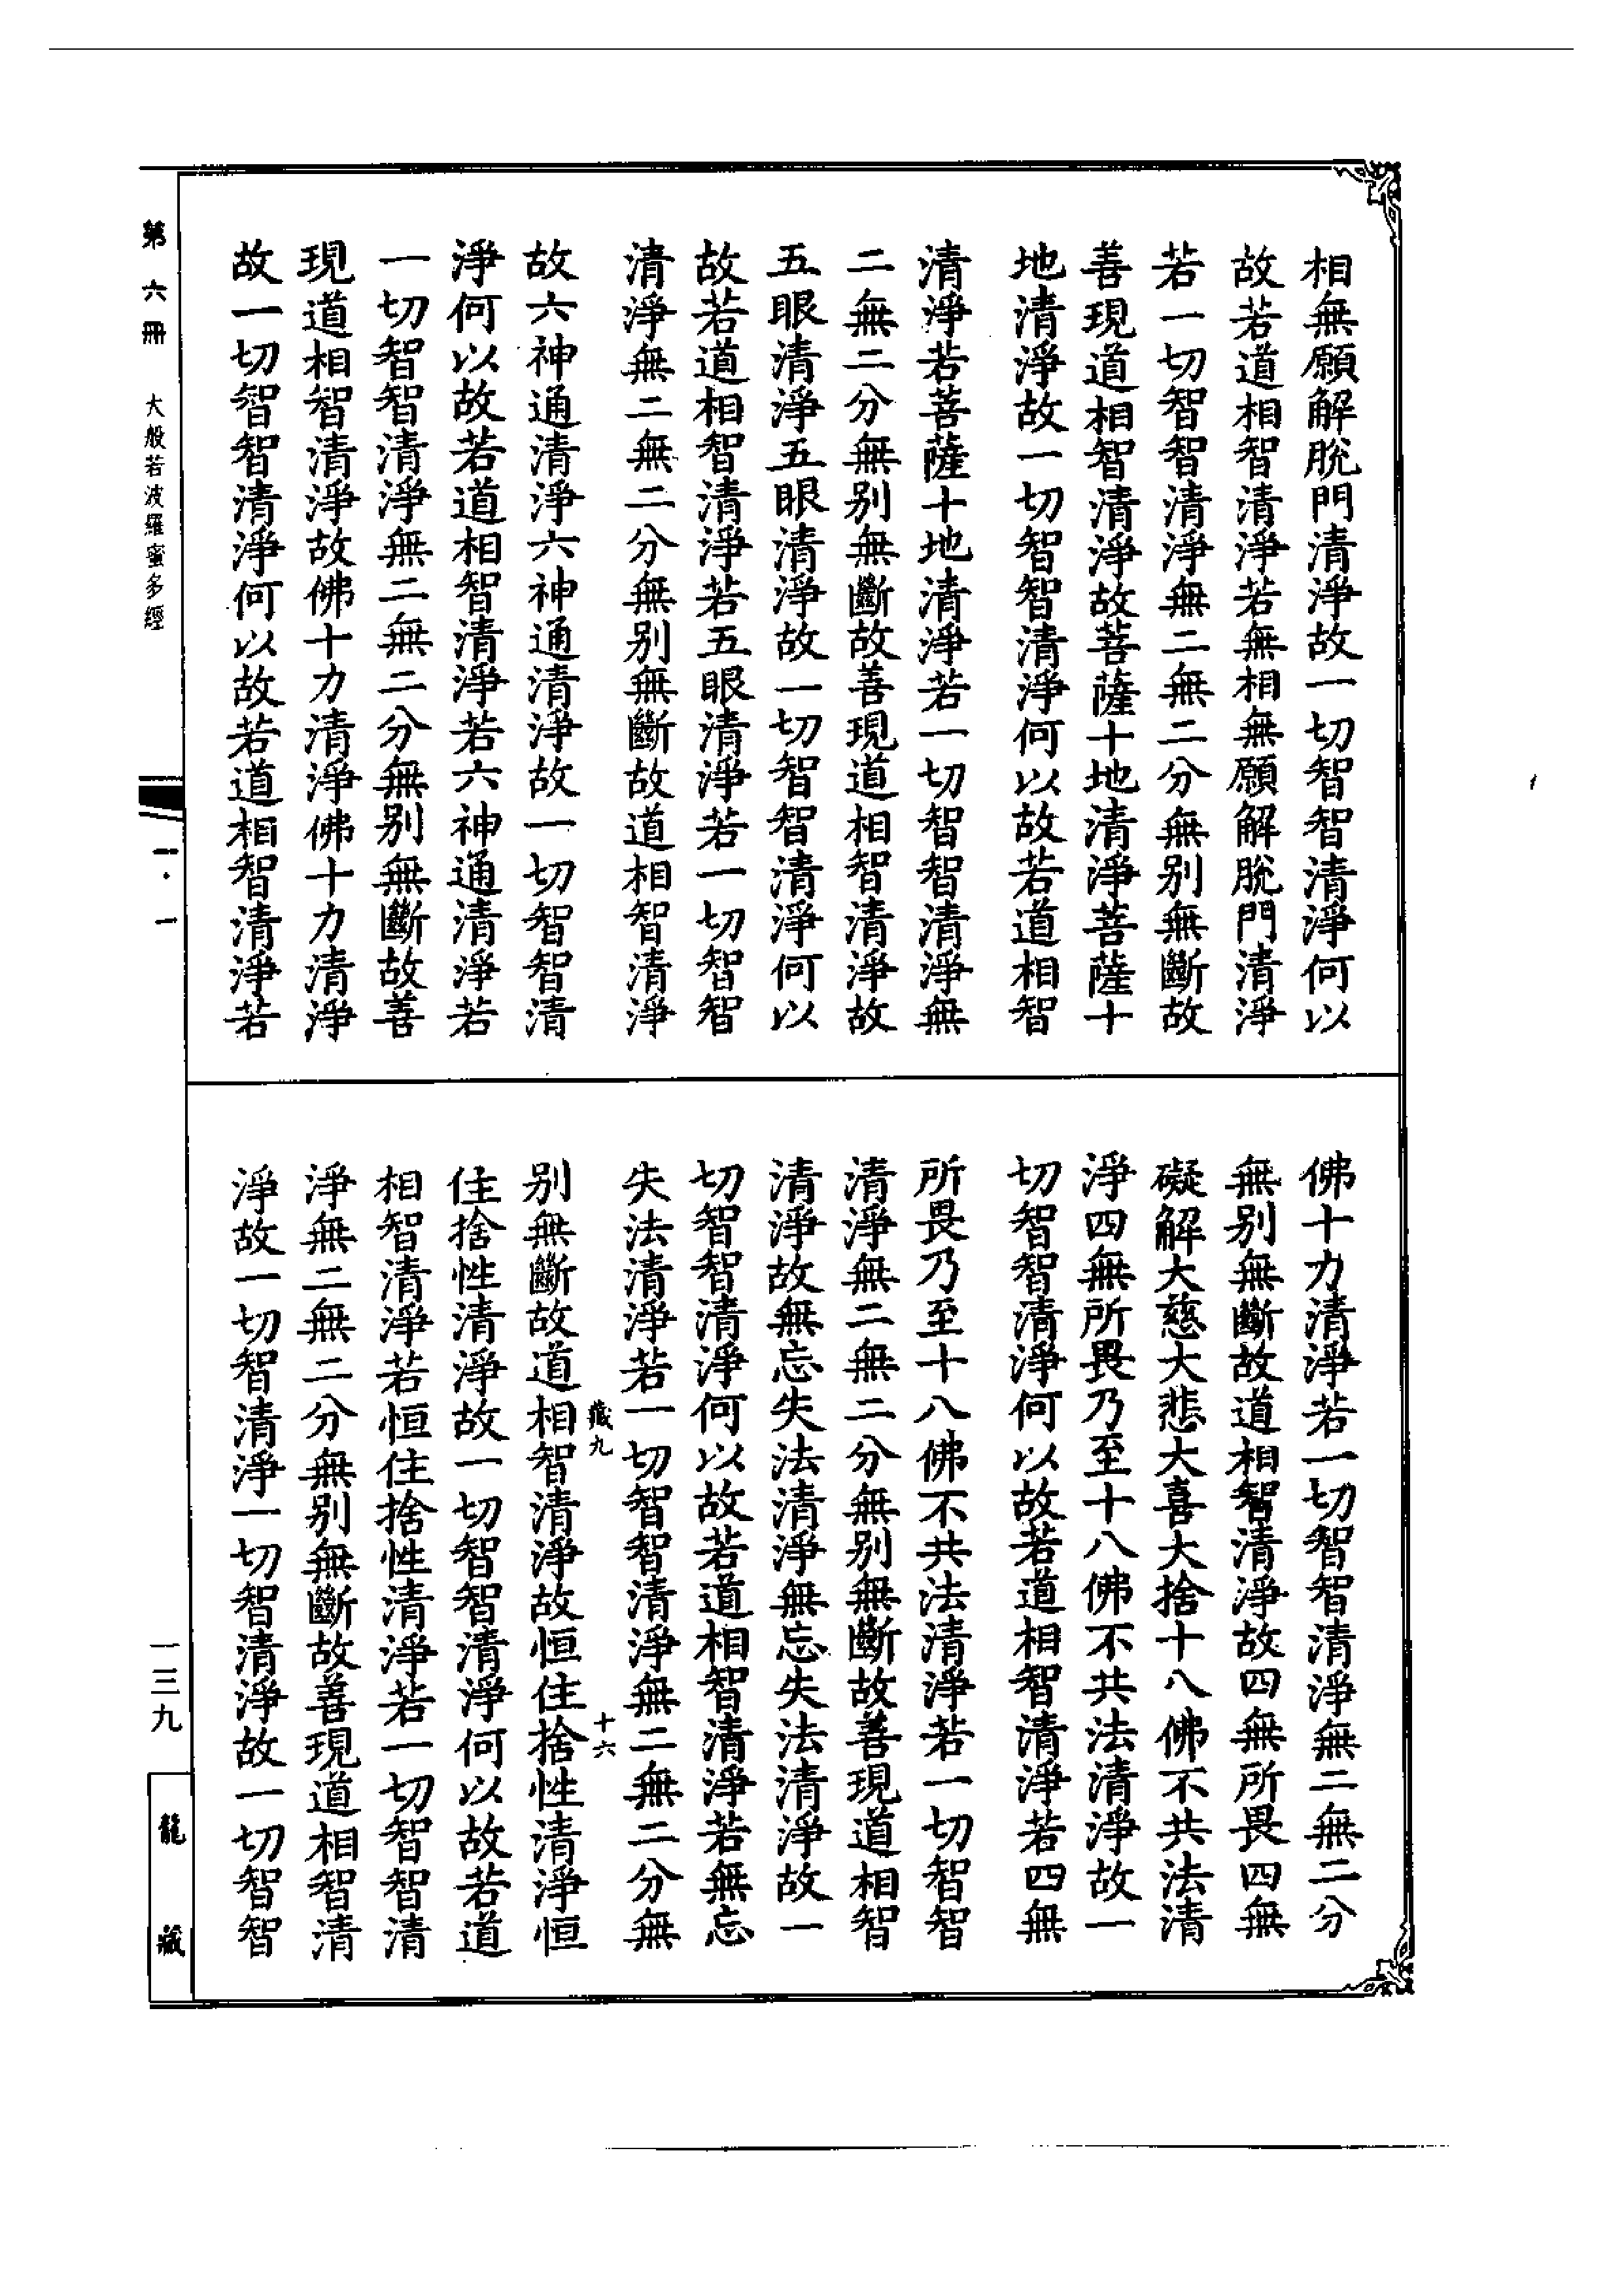 相無願解脫門清淨故一切智智清淨何以
故若道相智清淨若無相無願解脫門清淨
若一切智智清淨無二無二分無別無斷故
善現道相智清淨故菩薩十地清淨菩薩十
地清淨故一切智智清淨何以故若道相智
清淨若菩薩十地清淨若一切智智清淨無
二無二分無別無斷故善現道相智清淨故
五眼清淨五眼清淨故一切智智清淨何以
故若道相智清淨若五眼清淨若一切智智
清淨無二無二分無別無斷故道相智清淨
故六神通清淨六神通清淨故一切智智清
淨何以故若道相智清淨若六神通清淨若
一切智智清淨無二無二分無別無斷故善
現道相智清淨故佛十力清淨佛十力清淨
故一切智智清淨何以故若道相智清淨若
佛十力清淨若一切智智清淨無二無二分
無別無斷故道相智清淨故四無所畏四無
礙解大慈大悲大喜大捨十八佛不共法清
淨四無所畏乃至十八佛不共法清淨故一
切智智清淨何以故若道相智清淨若四無
所畏乃至十八佛不共法清淨若一切智智
清淨無二無二分無別無斷故善現道相智
清淨故無忘失法清淨無忘失法清淨故一
切智智清淨何以故若道相智清淨若無忘
失法清淨若一切智智清淨無二無二分無
藏九 十六
別無斷故道相智清淨故恒住捨性清淨恒
住捨性清淨故一切智智清淨何以故若道
相智清淨若恒住捨性清淨若一切智智清
淨無二無二分無別無斷故善現道相智清
淨故一切智清淨一切智清淨故一切智智
第六冊 大般若波羅蜜多經
一·一
一三九
龍藏